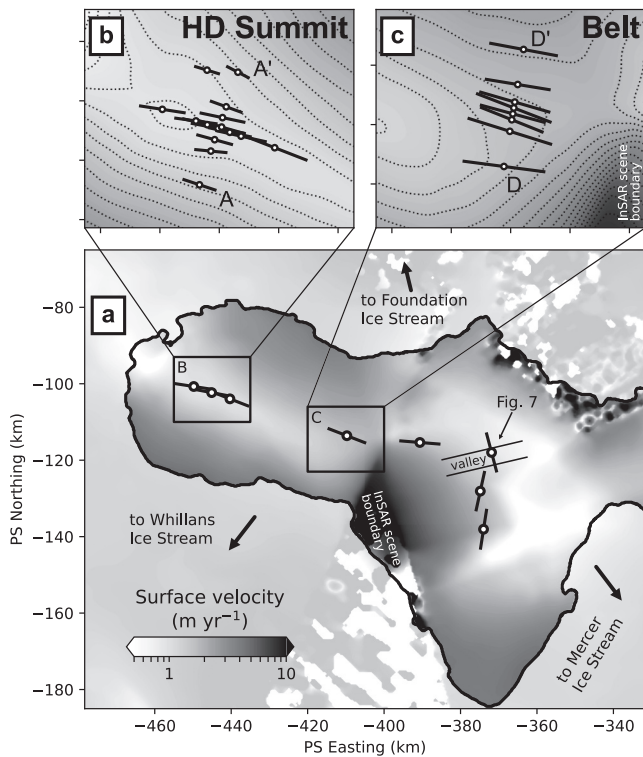 b
HD Summit
A'
A
c
Belt
D'
D
InSAR scene
boundary
a
to Foundation
Ice Stream
B
C
Fig. 7
valley
InSAR scene
boundary
to Whillans
Ice Stream
to Mercer
Ice Stream
Surface velocity
(m yr⁻¹)
1
10
PS Northing (km)
−80
−100
−120
−140
−160
−180
−460
−440
−420
−400
−380
−360
−340
PS Easting (km)